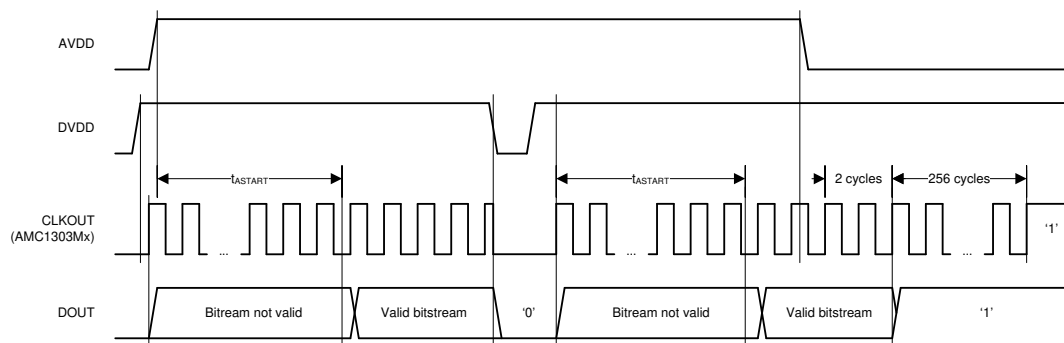 AVDD
DVDD
tASTART
tASTART
2 cycles
256 cycles
CLKOUT
(AMC1303Mx)
...
...
...
'1'
DOUT
Bitream not valid
Valid bitstream
'0'
Bitream not valid
Valid bitstream
'1'